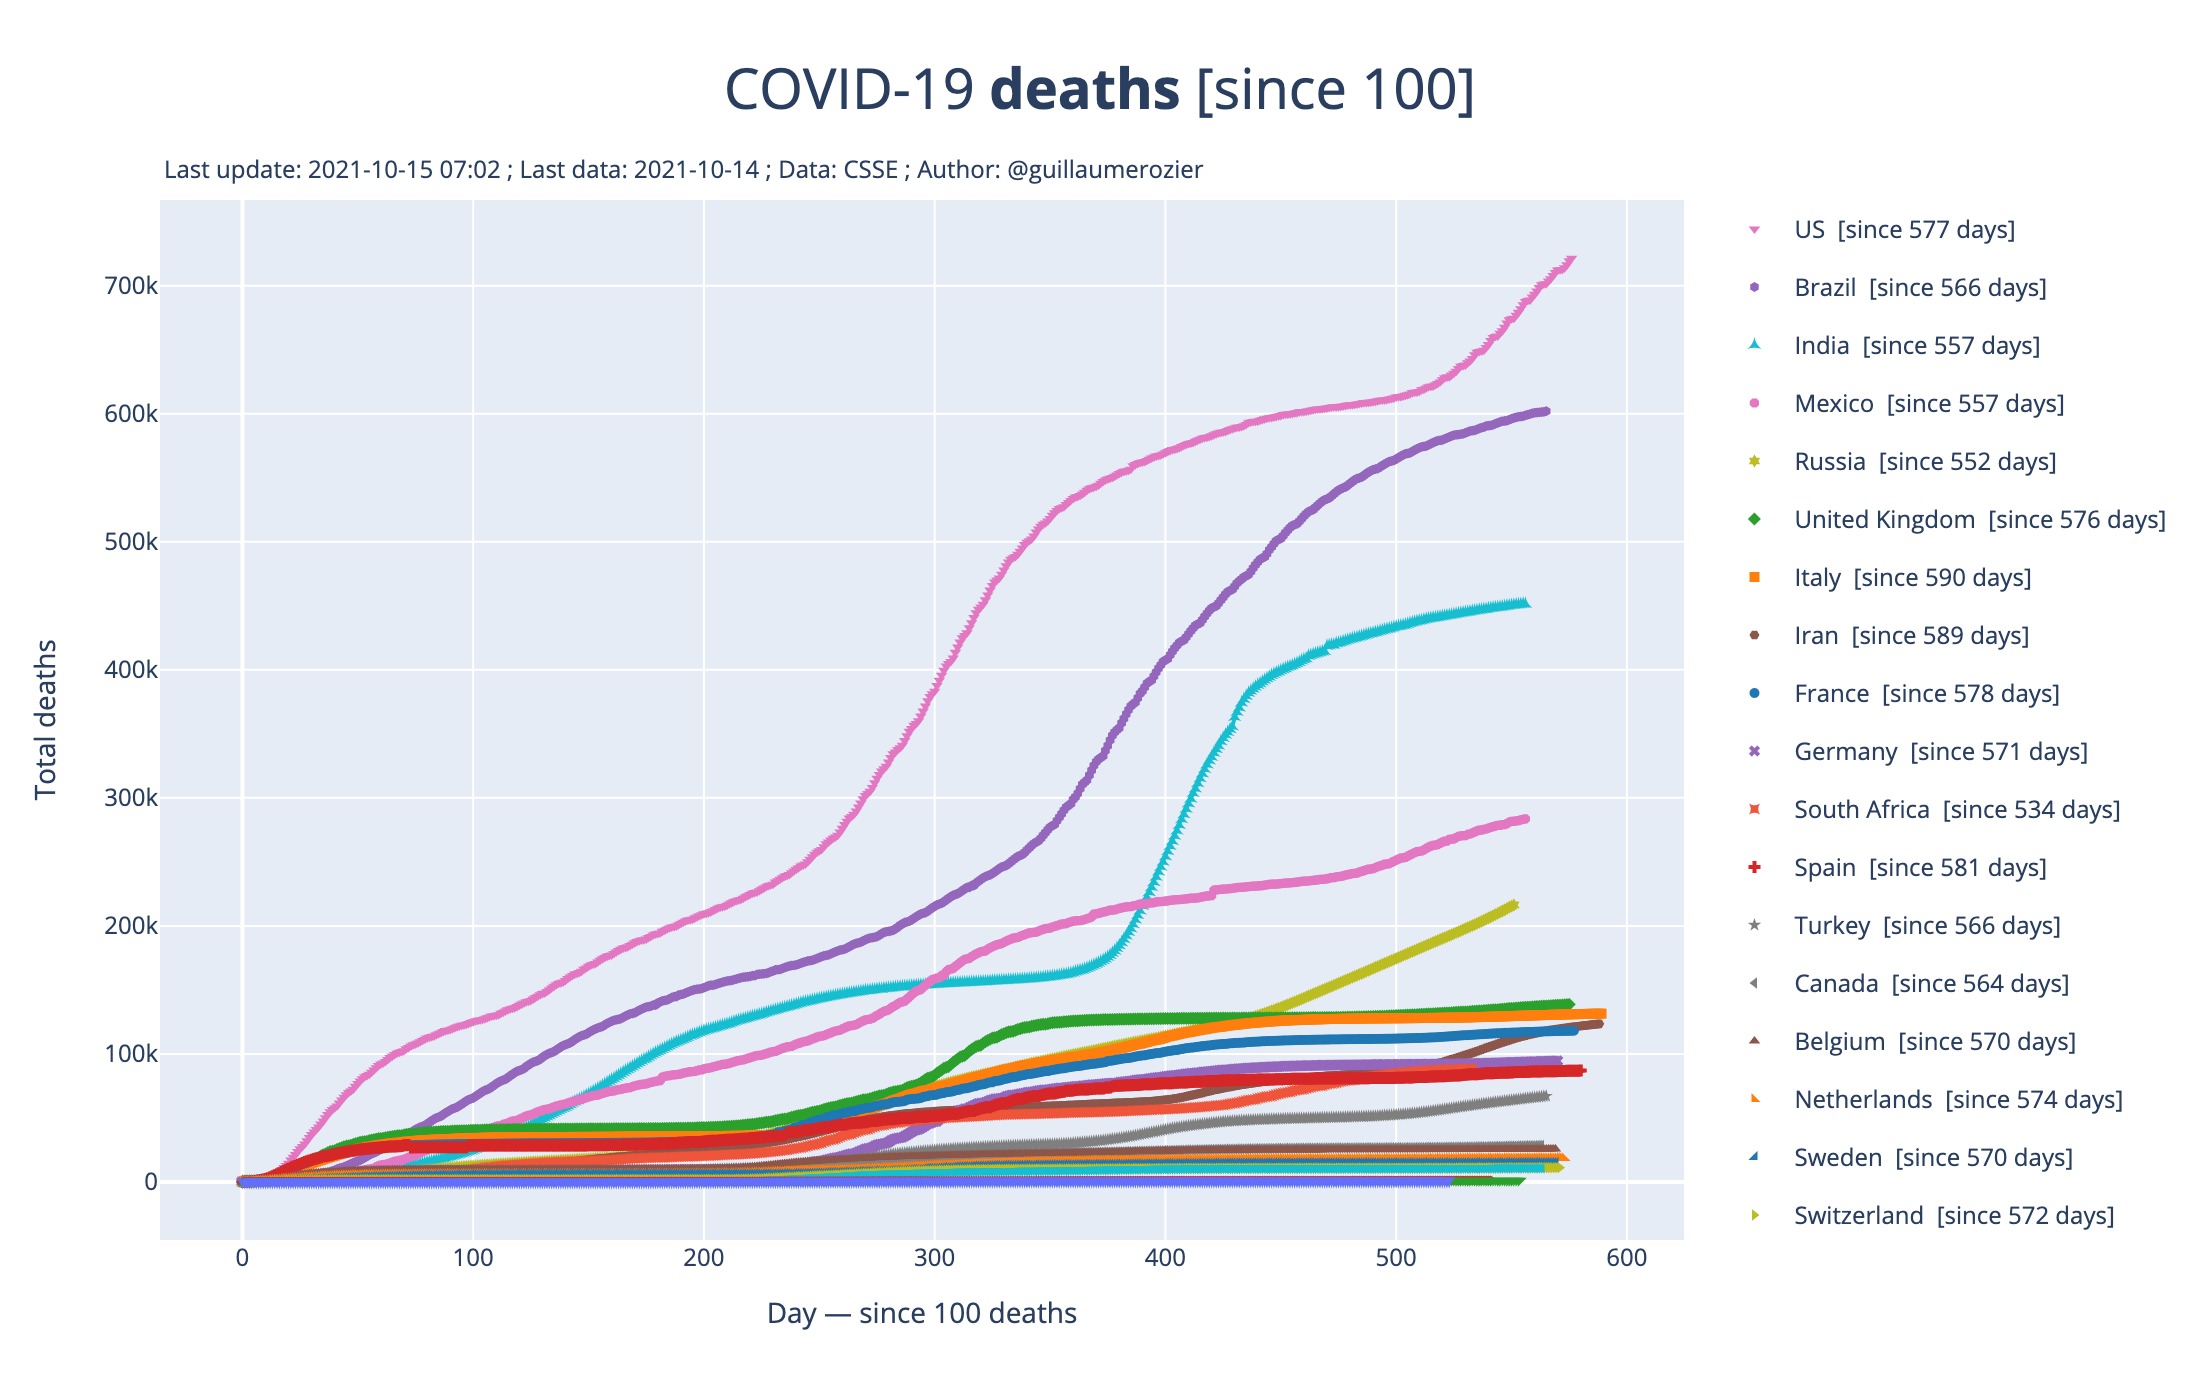 COVID-19 deaths [since 100]
Last update: 2021-10-15 07:02 ; Last data: 2021-10-14 ; Data: CSSE ; Author: @guillaumerozier
Total deaths
700k
600k
500k
400k
300k
200k
100k
0
0 100 200 300 400 500 600
Day — since 100 deaths
US [since 577 days]
Brazil [since 566 days]
India [since 557 days]
Mexico [since 557 days]
Russia [since 552 days]
United Kingdom [since 576 days]
Italy [since 590 days]
Iran [since 589 days]
France [since 578 days]
Germany [since 571 days]
South Africa [since 534 days]
Spain [since 581 days]
Turkey [since 566 days]
Canada [since 564 days]
Belgium [since 570 days]
Netherlands [since 574 days]
Sweden [since 570 days]
Switzerland [since 572 days]